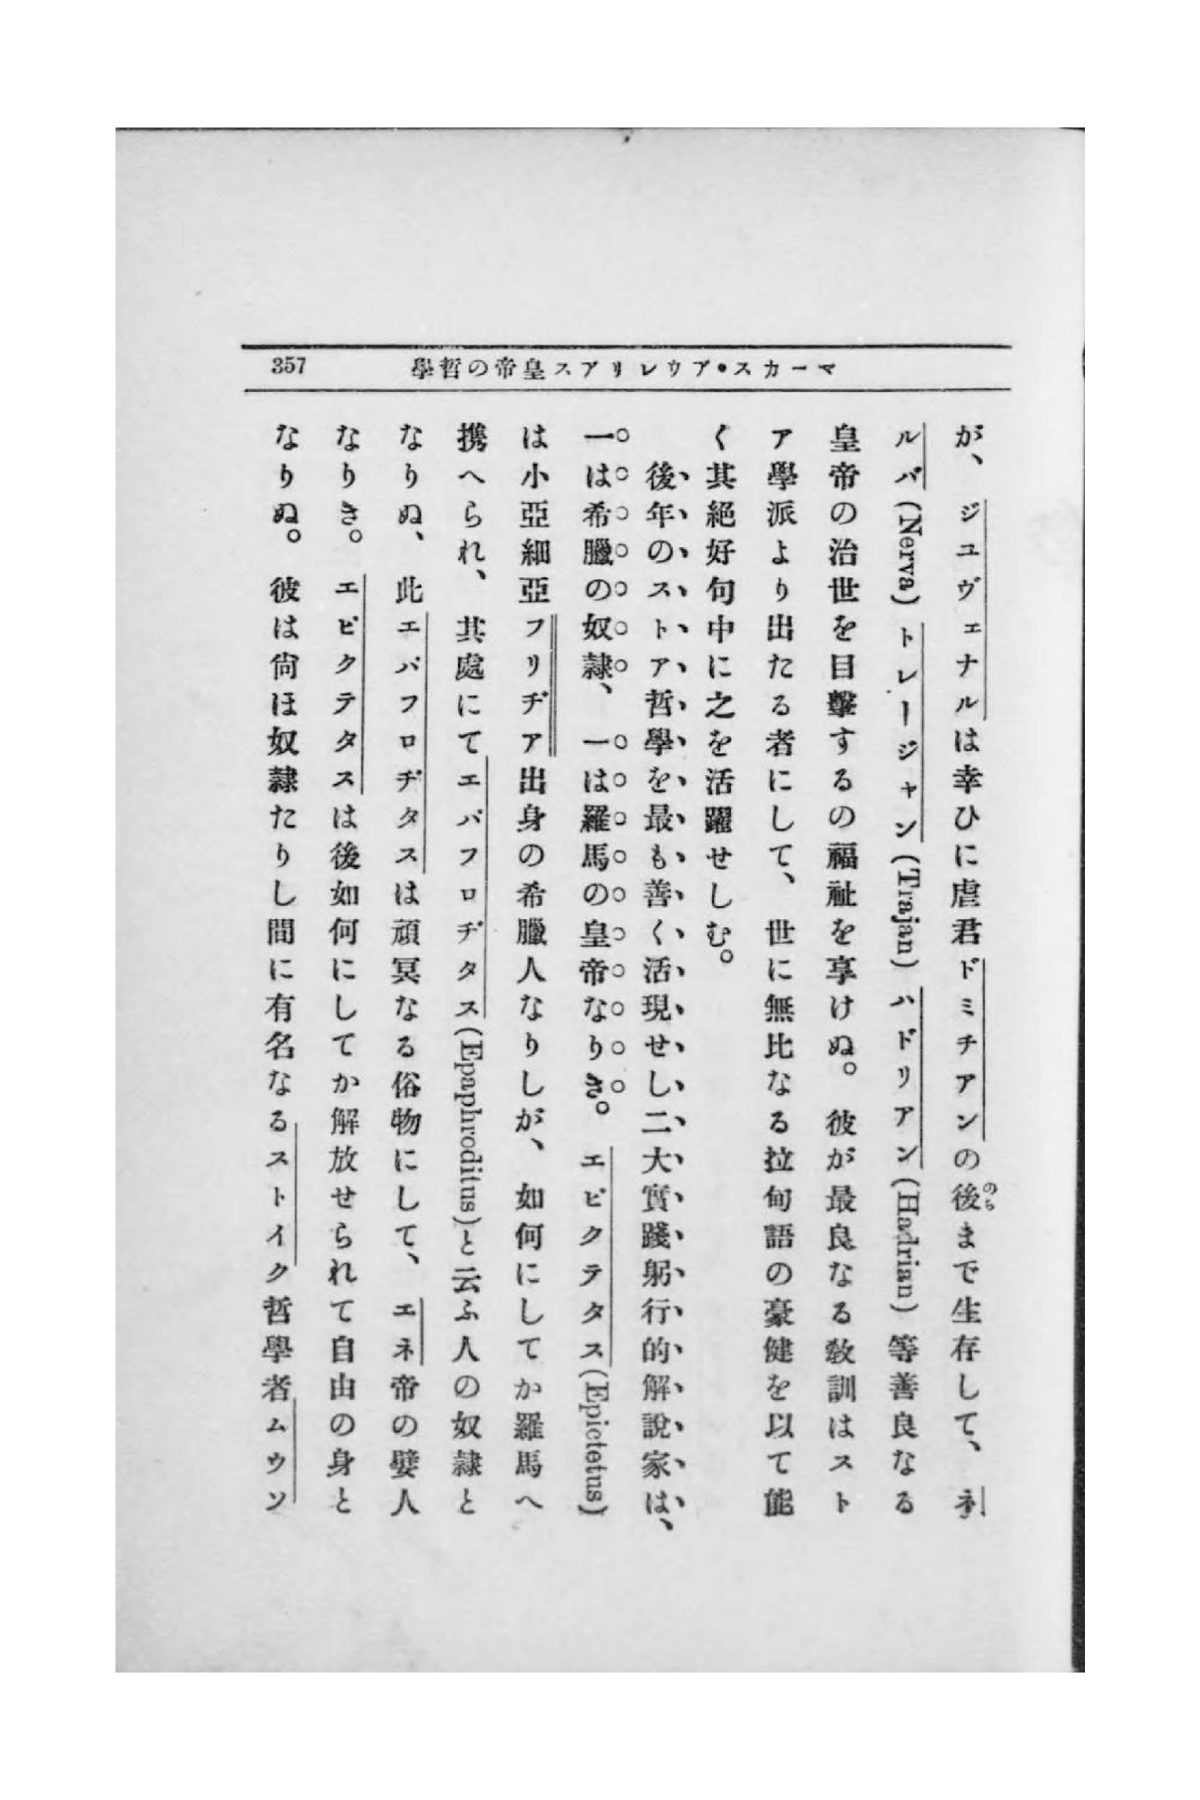 357
マーカス・アウレリアス皇帝の哲學
が、ジユヴェナルは幸ひに虐君ドミチアンの後まで生存して、ネ
のち
ルバ(Nerva)トレージャン(Trajan)ハドリアン(Hadrian)等善良なる
皇帝の治世を目擊するの福祉を享けぬ。彼が最良なる敎訓はスト
ア學派より出たる者にして、世に無比なる拉甸語の豪健を以て能
く其絕好句中に之を活躍せしむ。
後年のストア哲學を最も善く活現せし二大實踐躬行的解說家は、
一は希臘の奴隸、一は羅馬の皇帝なりき。エピクテタス(Epictetus)
は小亞細亞フリヂア出身の希臘人なりしが、如何にしてか羅馬へ
携へられ、其處にてエパフロヂタス(Epaphroditus)と云ふ人の奴隸と
なりぬ、此エパフロヂタスは頑冥なる俗物にして、エネ帝の嬖人
なりき。エピクテタスは後如何にしてか解放せられて自由の身と
なりぬ。彼は尙ほ奴隸たりし間に有名なるストイク哲學者ムウソ